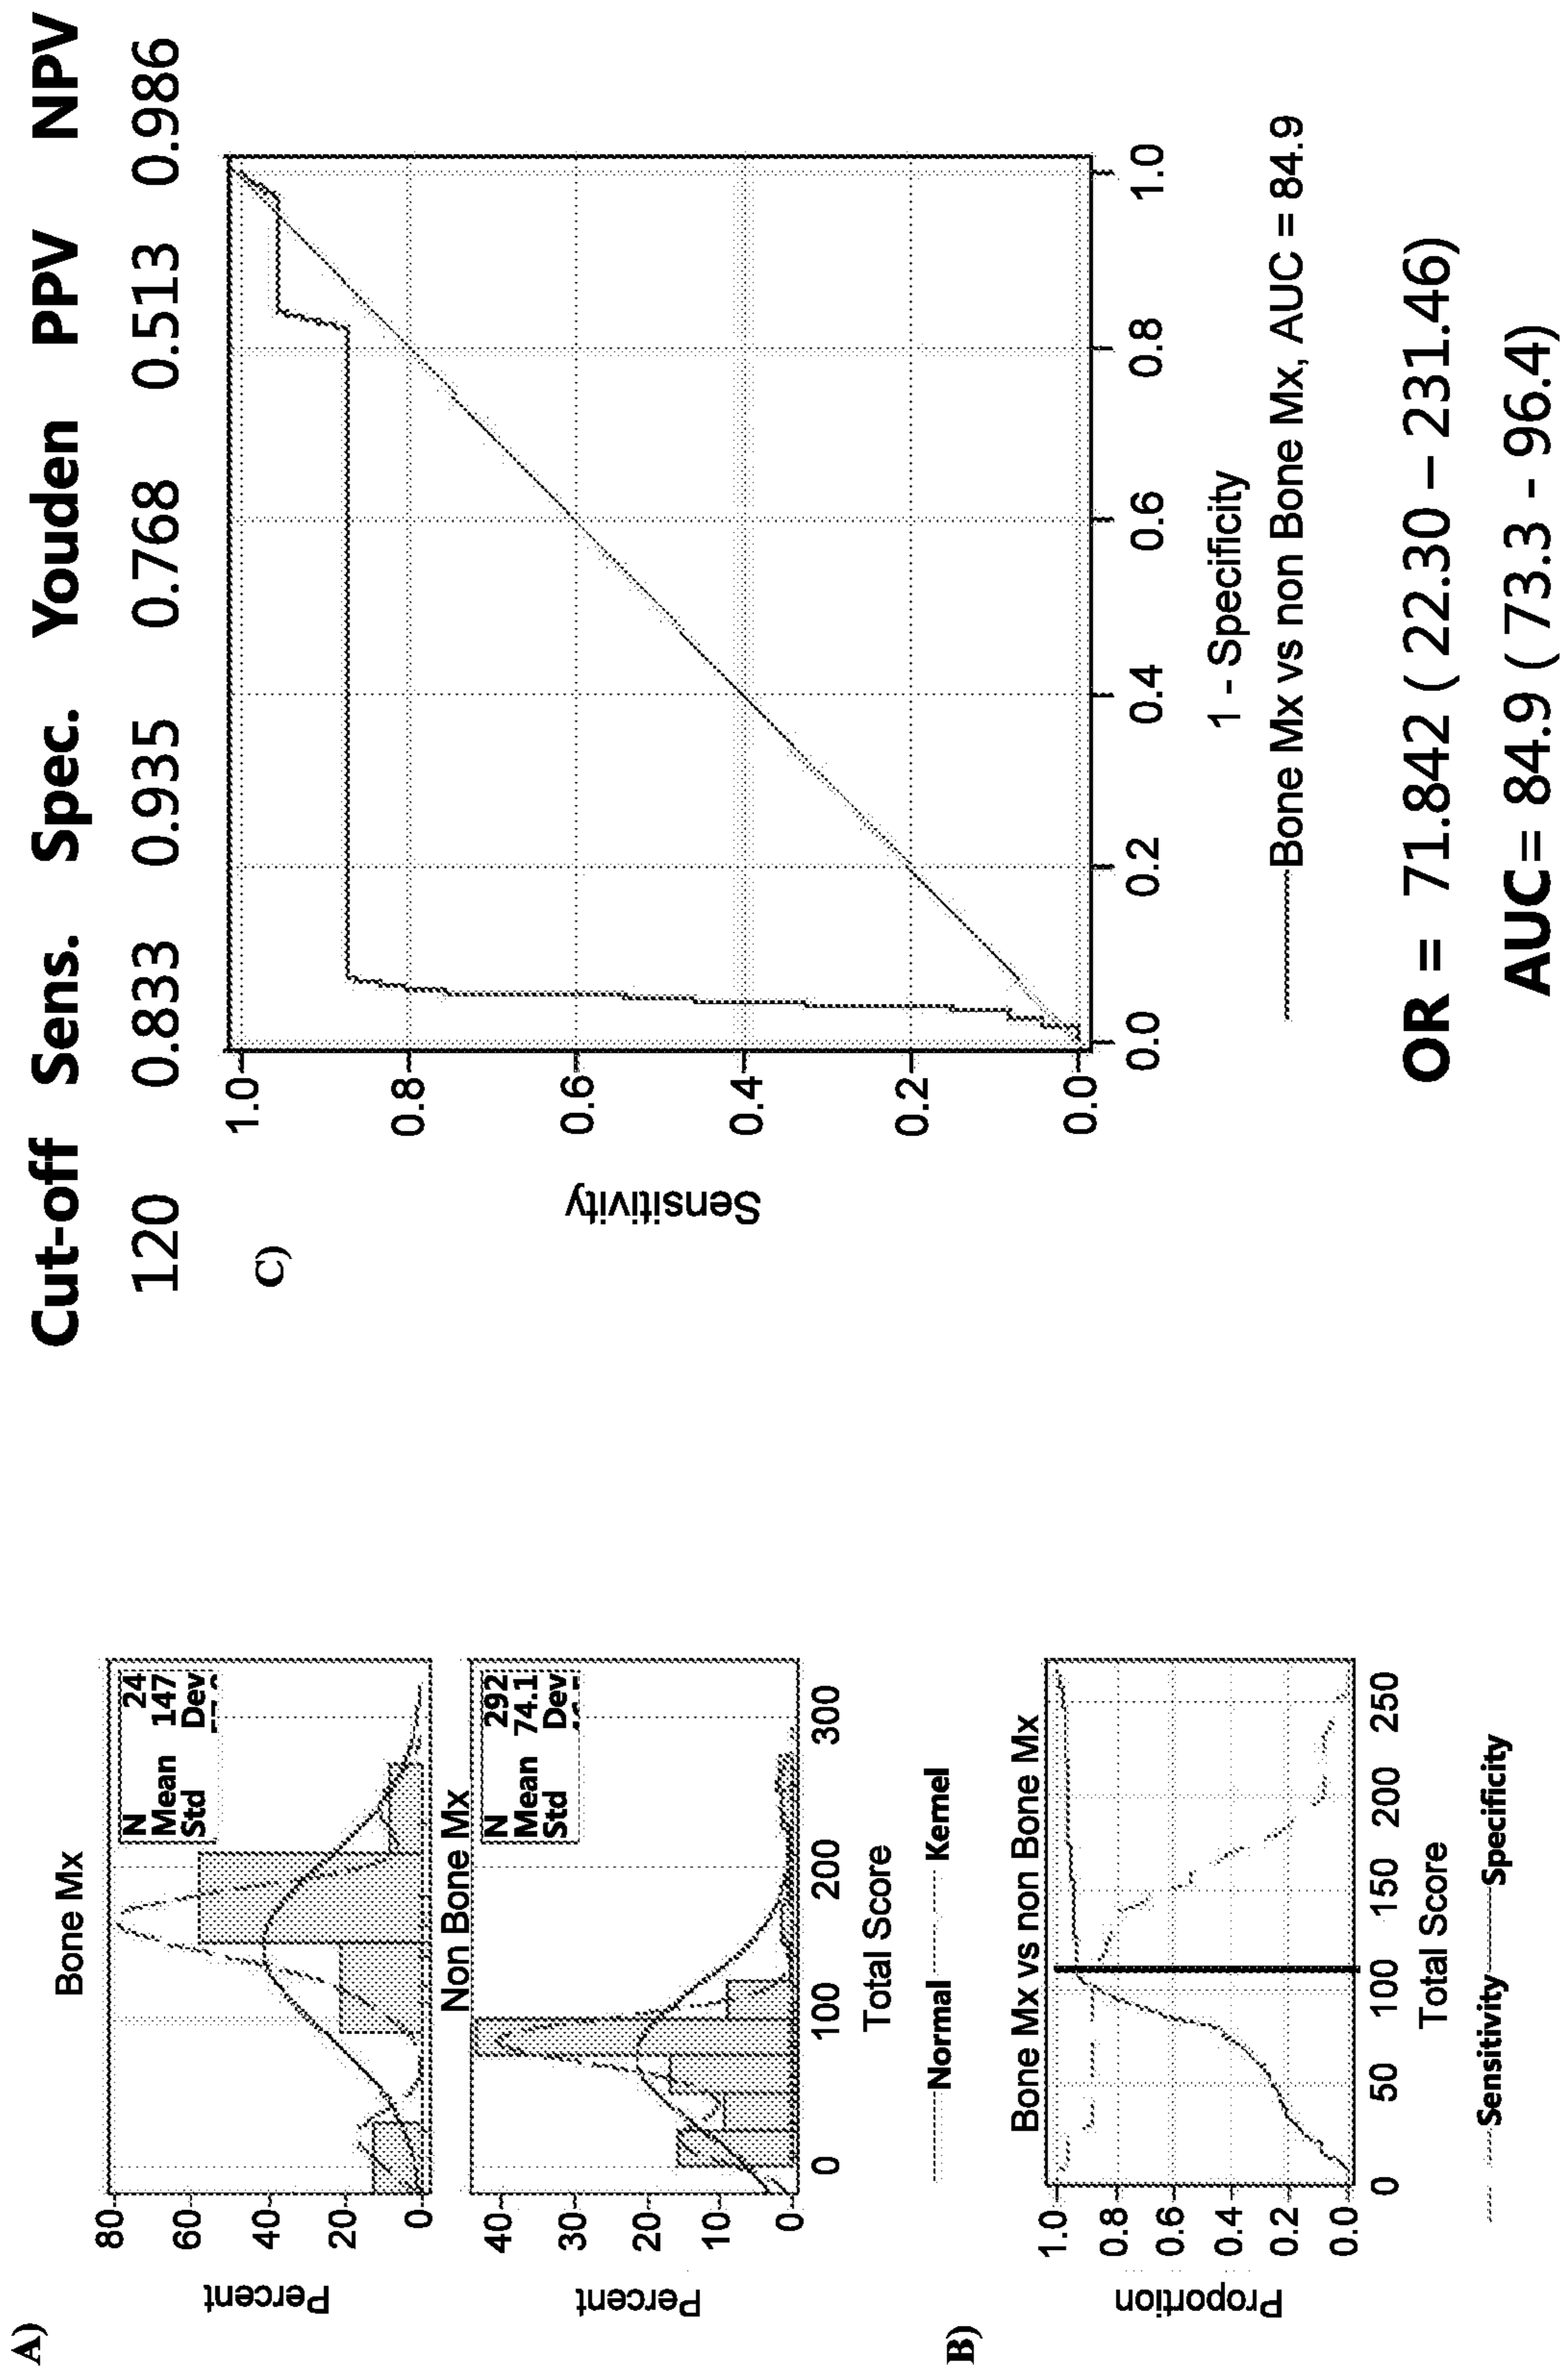 A)
Bone Mx
80
60
40
20
0
Percent
N 24
Mean 147
Std Dev
Non Bone Mx
40
30
20
10
0
Percent
N 292
Mean 74.1
Std Dev
0 100 200 300
Total Score
Normal Kernel
B)
Bone Mx vs non Bone Mx
1.0
0.8
0.6
0.4
0.2
0.0
Proportion
0 50 100 150 200 250
Total Score
Sensitivity Specificity
Cut-off Sens. Spec. Youden PPV NPV
120 0.833 0.935 0.768 0.513 0.986
C)
1.0
0.8
0.6
0.4
0.2
0.0
Sensitivity
0.0 0.2 0.4 0.6 0.8 1.0
1 - Specificity
Bone Mx vs non Bone Mx, AUC = 84.9
OR = 71.842 ( 22.30 – 231.46)
AUC= 84.9 ( 73.3 - 96.4)